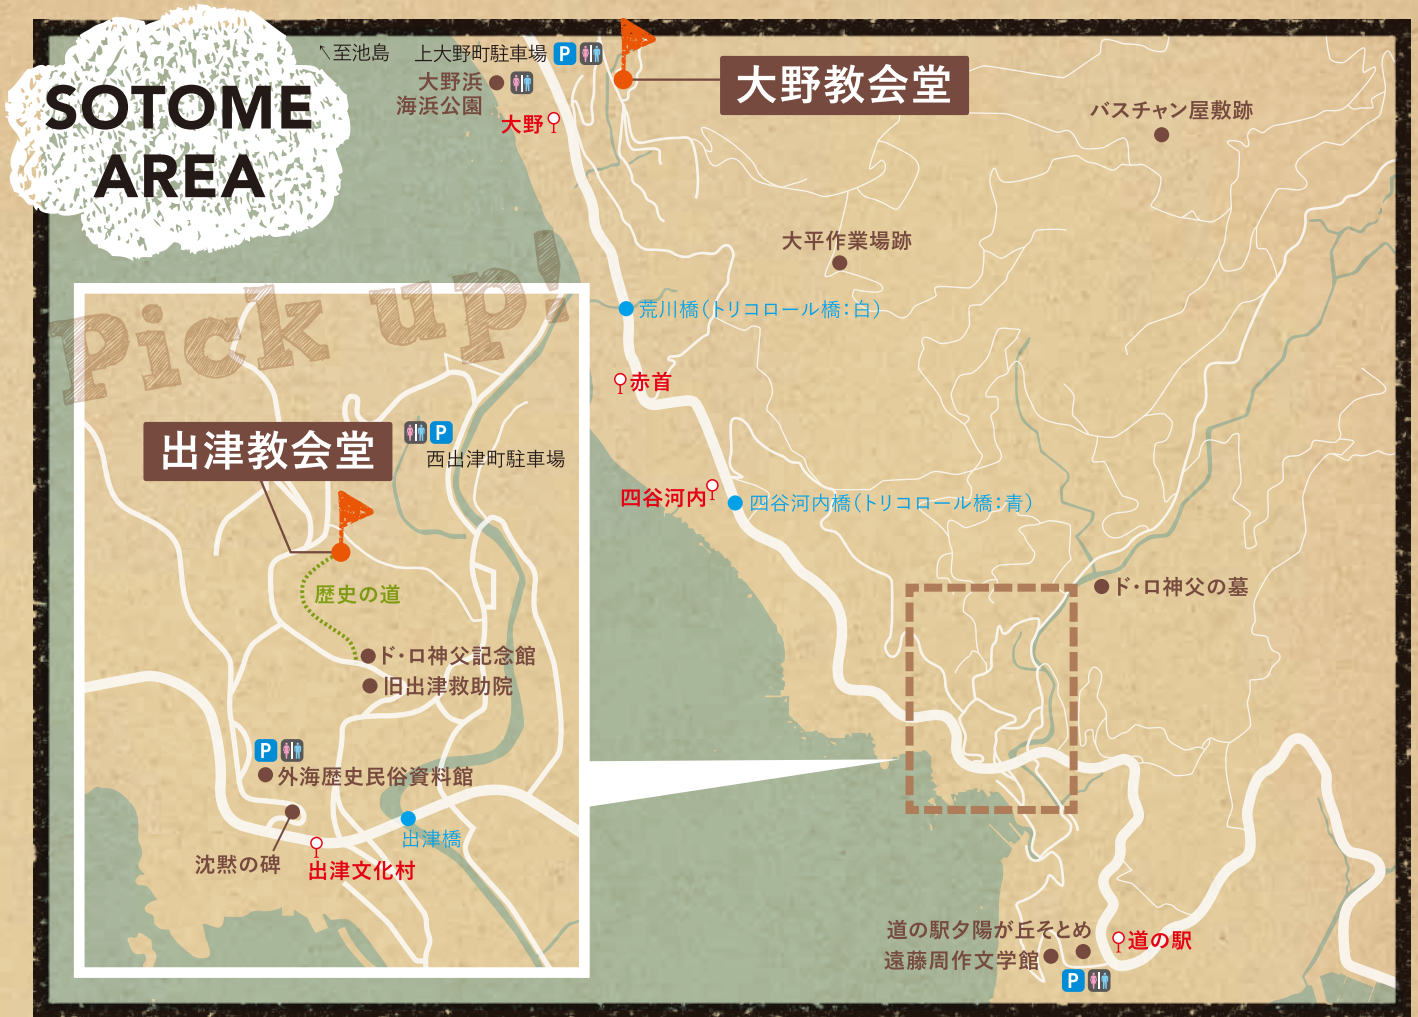 SOTOME
AREA
↖至池島
上大野町駐車場 P
大野浜
海浜公園
大野
大野教会堂
バスチャン屋敷跡
大平作業場跡
荒川橋(トリコロール橋:白)
赤首
四谷河内
四谷河内橋(トリコロール橋:青)
ド・ロ神父の墓
道の駅夕陽が丘そとめ
遠藤周作文学館
道の駅
P
Pick up!
出津教会堂
P
西出津町駐車場
歴史の道
ド・ロ神父記念館
旧出津救助院
P
外海歴史民俗資料館
沈黙の碑
出津文化村
出津橋